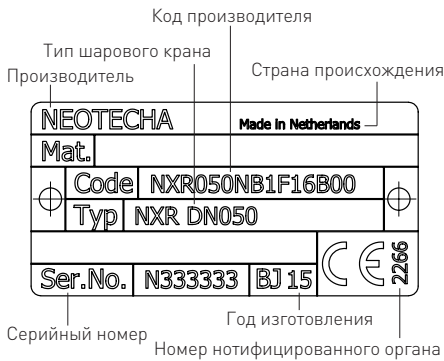 Код производителя
Тип шарового крана
Производитель
Страна происхождения
NEOTECHA Made in Netherlands
Mat.
Code NXR050NB1F16B00
Typ NXR DN050
CE 2266
Ser.No. N333333 BJ 15
Серийный номер
Год изготовления
Номер нотифицированного органа